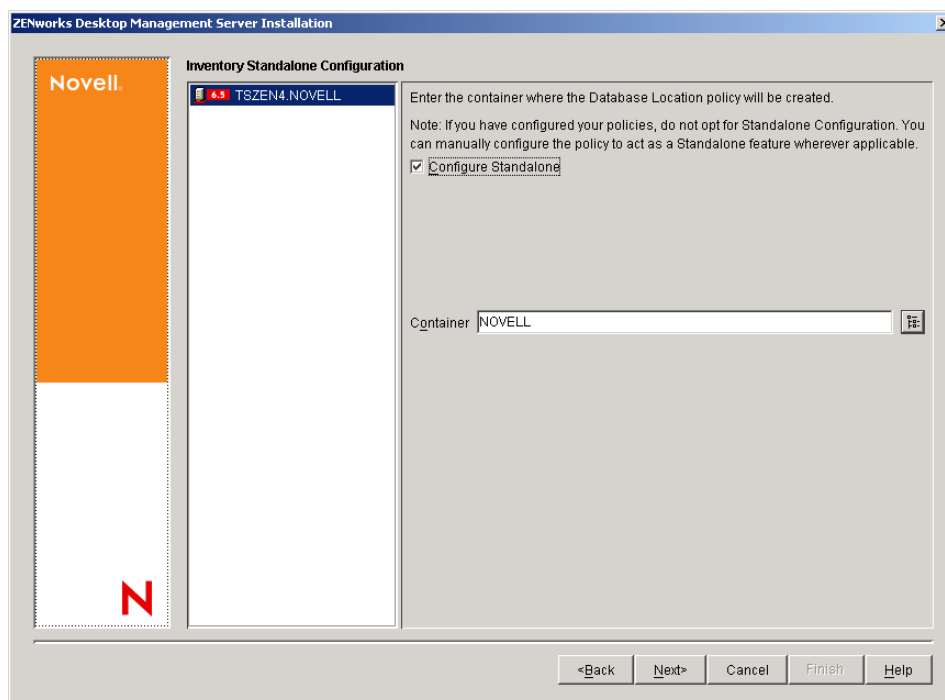 ZENworks Desktop Management Server Installation
Novell.
Inventory Standalone Configuration
6.5 TSZEN4.NOVELL
Enter the container where the Database Location policy will be created.
Note: If you have configured your policies, do not opt for Standalone Configuration. You
can manually configure the policy to act as a Standalone feature wherever applicable.
Configure Standalone
Container NOVELL
N
<Back Next> Cancel Finish Help